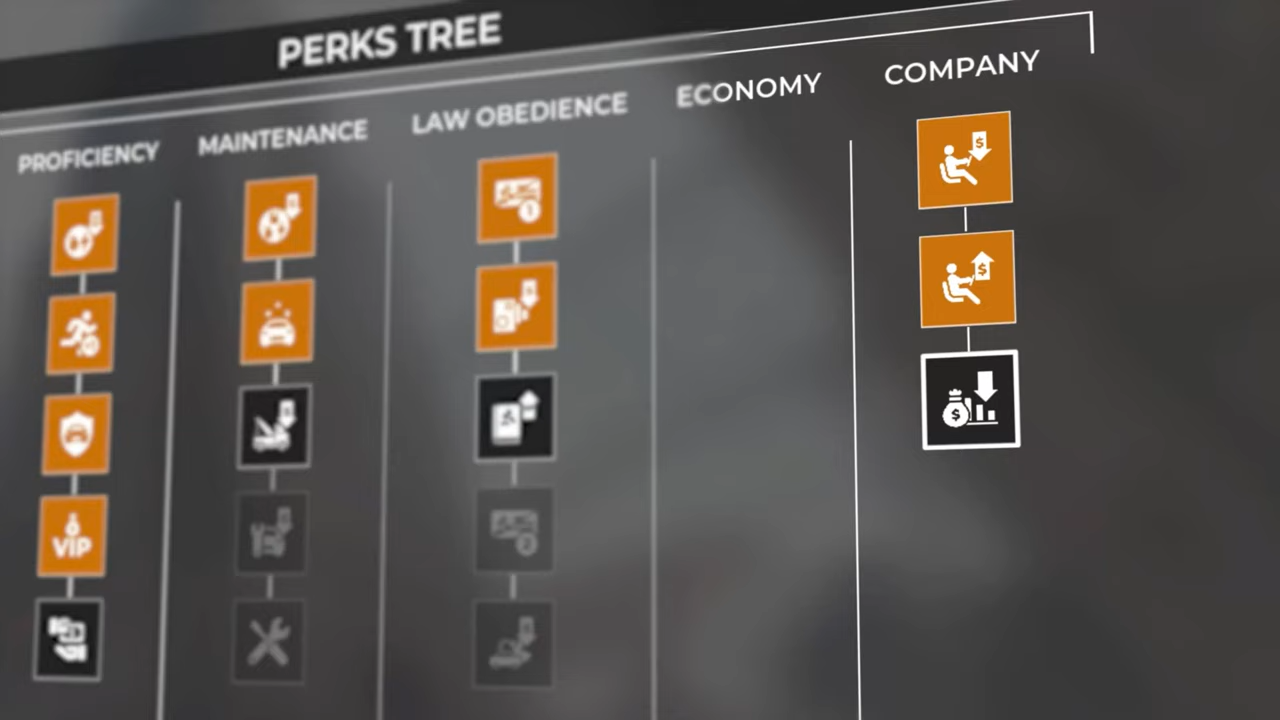 PERKS TREE
PROFICIENCY
MAINTENANCE
LAW OBEDIENCE
ECONOMY
COMPANY
$
$
$
VIP